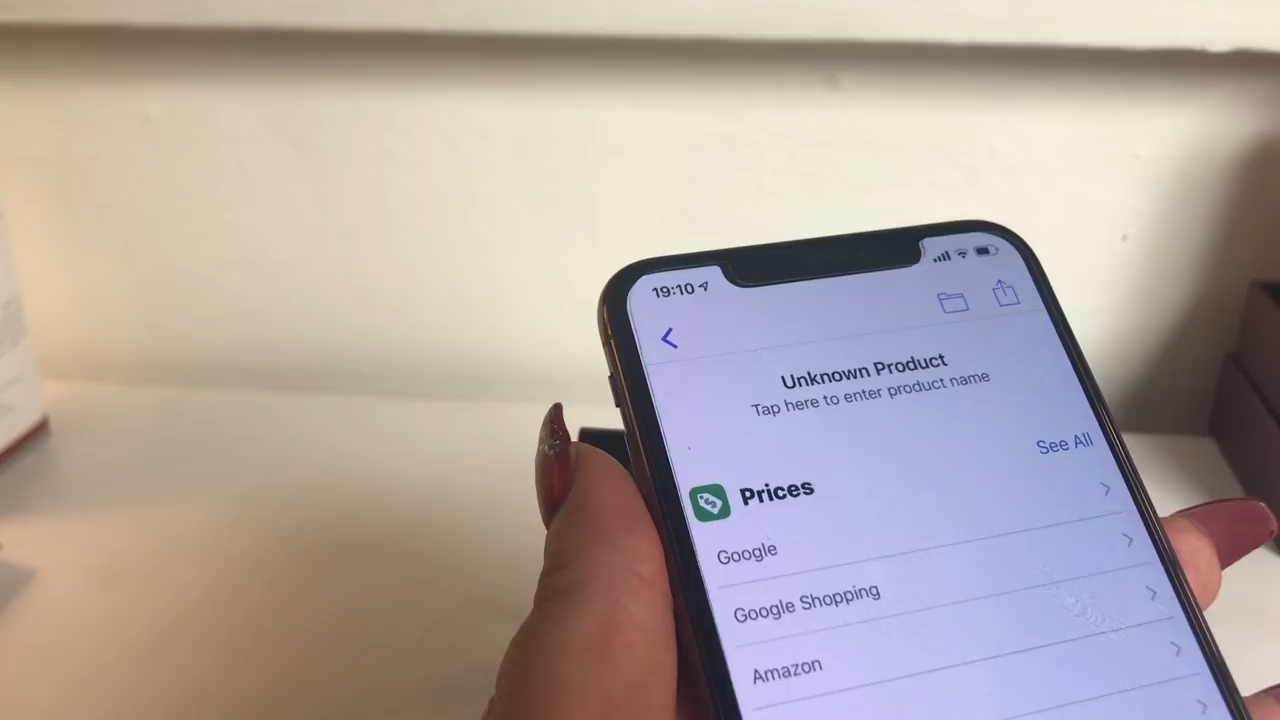 19:10
Unknown Product
Tap here to enter product name
See All
Prices
Google
Google Shopping
Amazon